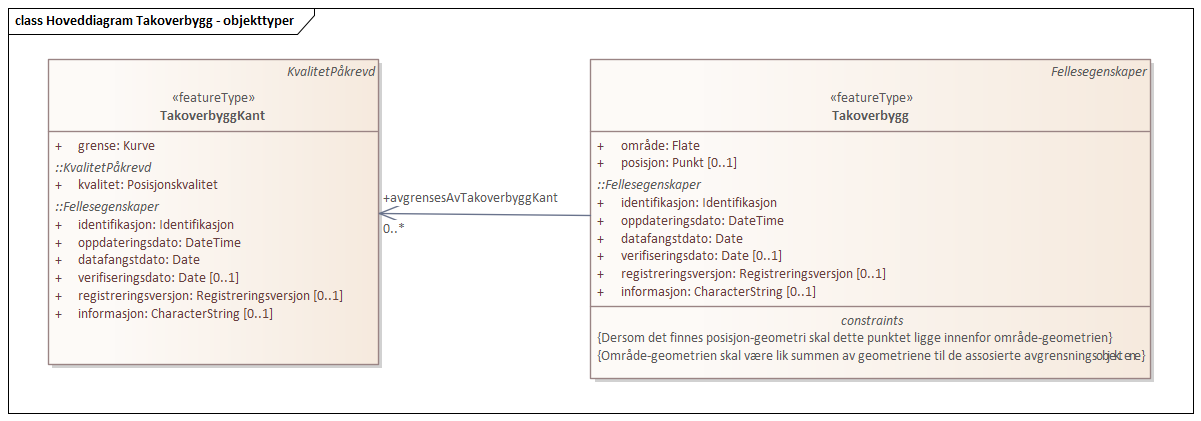 class Hoveddiagram Takoverbygg - objekttyper
KvalitetPåkrevd
«featureType»
TakoverbyggKant
+ grense: Kurve
::KvalitetPåkrevd
+ kvalitet: Posisjonskvalitet
::Fellesegenskaper
+ identifikasjon: Identifikasjon
+ oppdateringsdato: DateTime
+ datafangstdato: Date
+ verifiseringsdato: Date [0..1]
+ registreringsversjon: Registreringsversjon [0..1]
+ informasjon: CharacterString [0..1]
+avgrensesAvTakoverbyggKant
0..*
Fellesegenskaper
«featureType»
Takoverbygg
+ område: Flate
+ posisjon: Punkt [0..1]
::Fellesegenskaper
+ identifikasjon: Identifikasjon
+ oppdateringsdato: DateTime
+ datafangstdato: Date
+ verifiseringsdato: Date [0..1]
+ registreringsversjon: Registreringsversjon [0..1]
+ informasjon: CharacterString [0..1]
constraints
{Dersom det finnes posisjon-geometri skal dette punktet ligge innenfor område-geometrien}
{Område-geometrien skal være lik summen av geometriene til de assosierte avgrensningsobjektene}